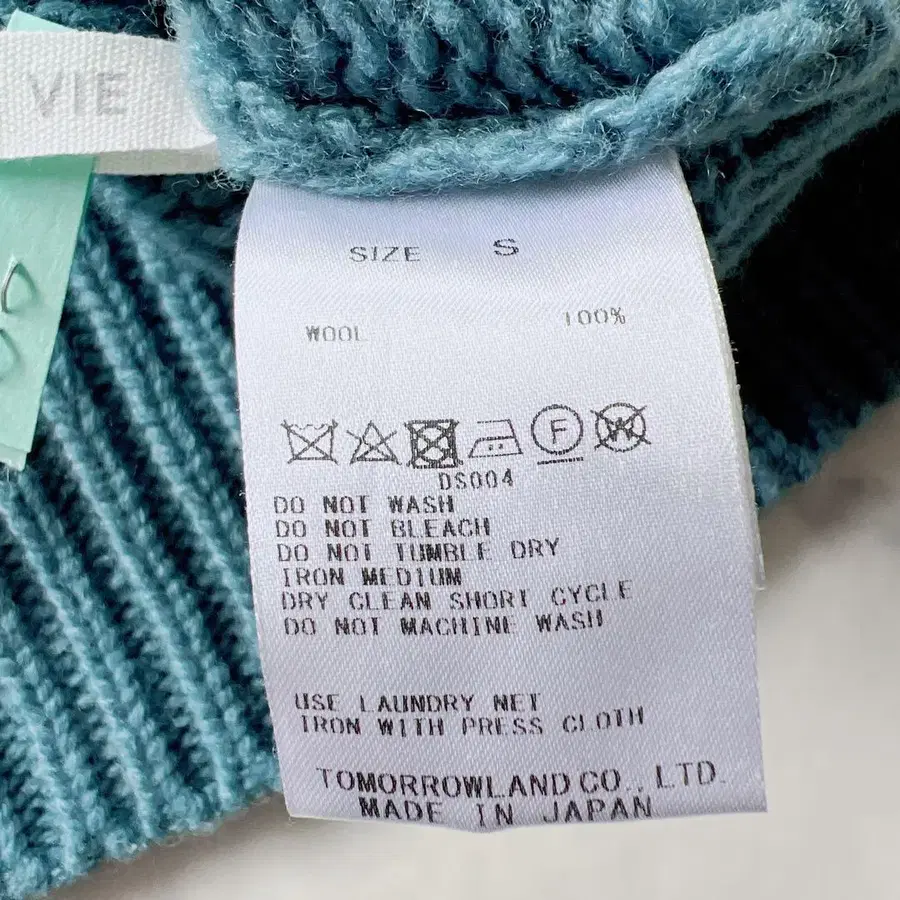 VIE
SIZE S
WOOL 100%
F W
DS004
DO NOT WASH
DO NOT BLEACH
DO NOT TUMBLE DRY
IRON MEDIUM
DRY CLEAN SHORT CYCLE
DO NOT MACHINE WASH
USE LAUNDRY NET
IRON WITH PRESS CLOTH
TOMORROWLAND CO., LTD.
MADE IN JAPAN